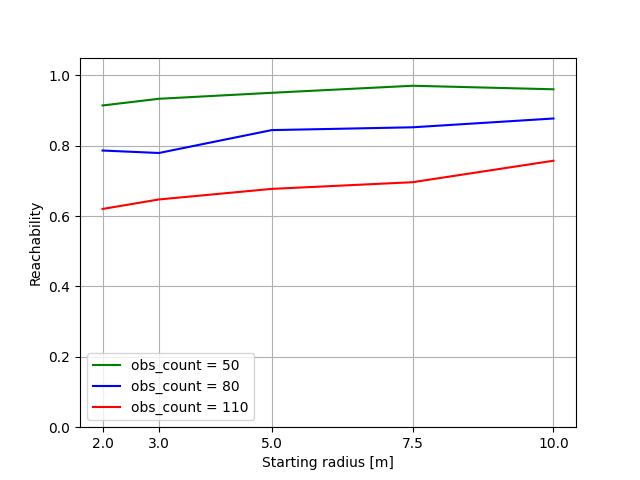 1.0
0.8
0.6
0.4
0.2
0.0
Reachability
obs_count = 50
obs_count = 80
obs_count = 110
2.0 3.0 5.0 7.5 10.0
Starting radius [m]